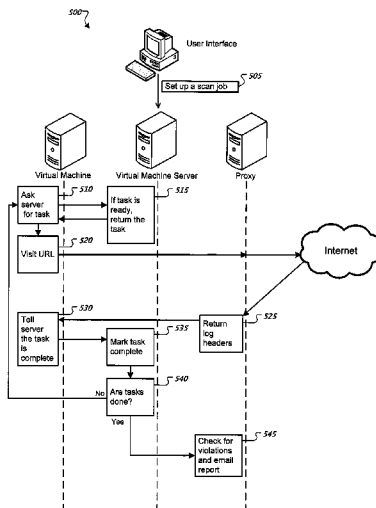 500
User Interface
505
Set up a scan job
Virtual Machine
Virtual Machine Server
Proxy
510
Ask
server
for task
515
If task is
ready,
return the
task
520
Visit URL
Internet
530
Tell
server
the task
is
complete
535
Mark task
complete
525
Return
log
headers
540
Are tasks
done?
No
Yes
545
Check for
violations
and email
report